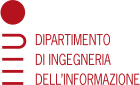 DIPARTIMENTO
DI INGEGNERIA
DELL'INFORMAZIONE